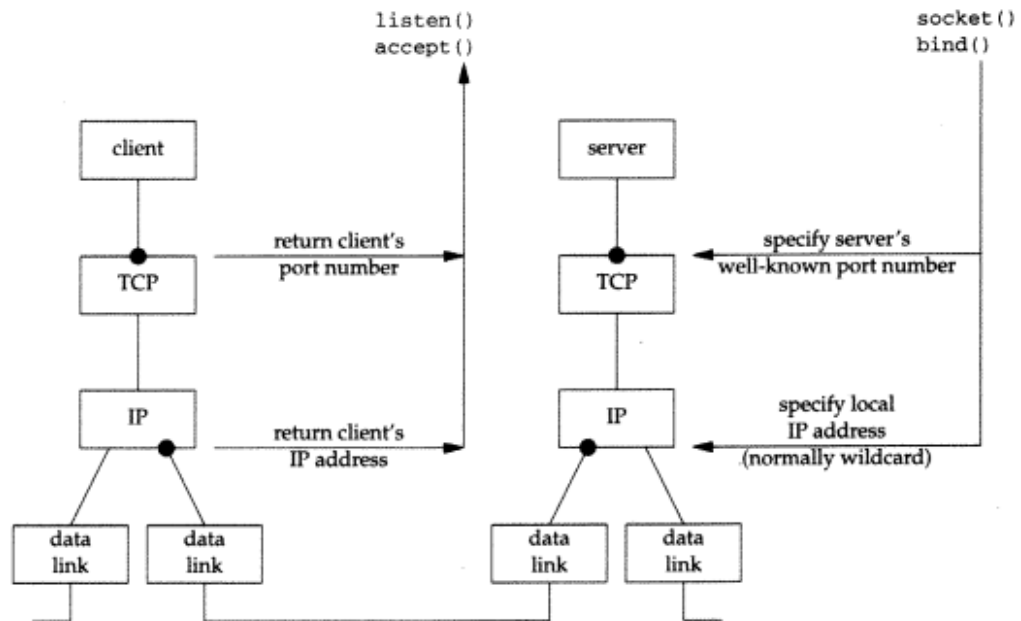 listen()
accept()
socket()
bind()
client
server
return client's
port number
specify server's
well-known port number
TCP
TCP
IP
return client's
IP address
IP
specify local
IP address
(normally wildcard)
data
link
data
link
data
link
data
link